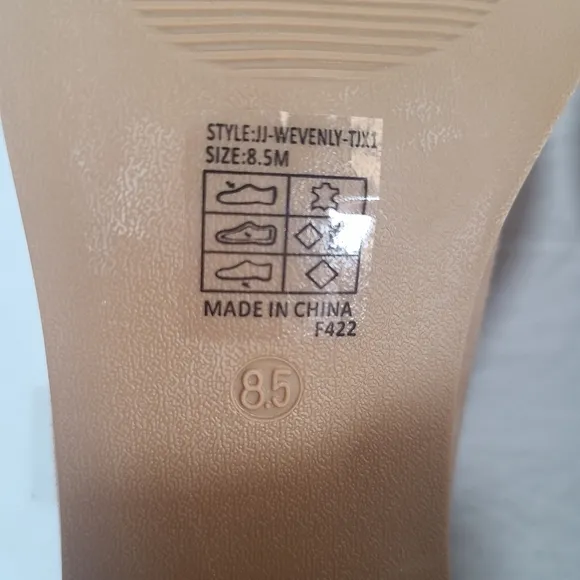 STYLE:JJ-WEVENLY-TJX1
SIZE:8.5M
MADE IN CHINA
F422
8.5